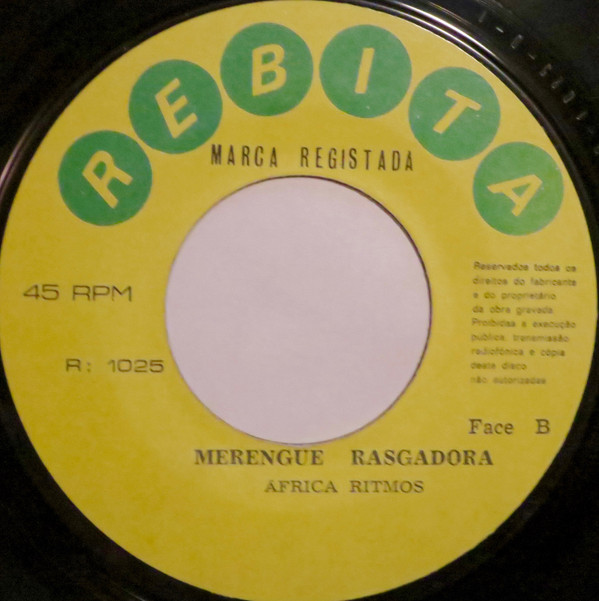 REBITA
MARCA REGISTADA
45 RPM
R: 1025
Reservados todos os
direitos do fabricante
e do proprietário
da obra gravada.
Proibidas a execução
pública, transmissão
radiofónica e cópia
deste disco
não autorizadas
Face B
MERENGUE RASGADORA
ÁFRICA RITMOS